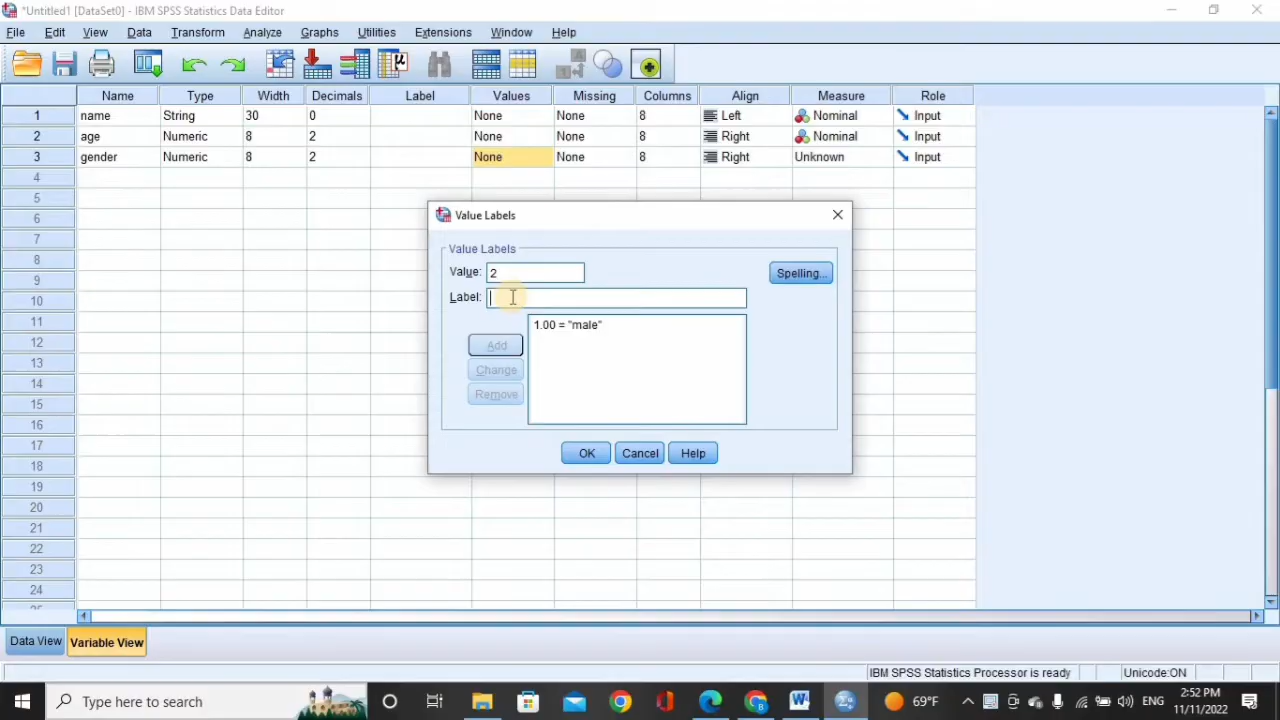 *Untitled1 [DataSet0] - IBM SPSS Statistics Data Editor
File Edit View Data Transform Analyze Graphs Utilities Extensions Window Help
Name Type Width Decimals Label Values Missing Columns Align Measure Role
1 name String 30 0 None None 8 Left Nominal Input
2 age Numeric 8 2 None None 8 Right Nominal Input
3 gender Numeric 8 2 None None 8 Right Unknown Input
4
5
6
7
8
9
10
11
12
13
14
15
16
17
18
19
20
21
22
23
24
Value Labels
Value Labels
Value: 2 Spelling...
Label:
1.00 = "male"
Add
Change
Remove
OK Cancel Help
Data View Variable View
IBM SPSS Statistics Processor is ready Unicode:ON
Type here to search 69°F ENG 2:52 PM
11/11/2022